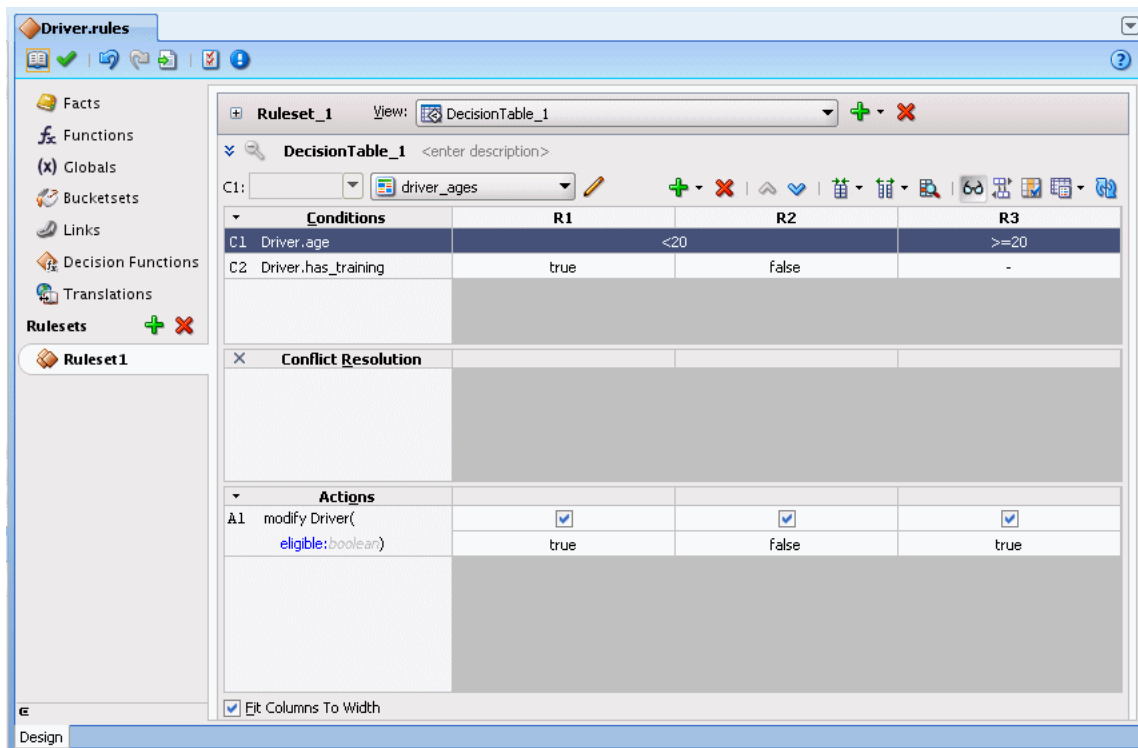 Driver.rules
Facts
Functions
(x) Globals
Bucketsets
Links
Decision Functions
Translations
Rulesets
Ruleset1
Ruleset_1 View: DecisionTable_1
DecisionTable_1 <enter description>
C1: driver_ages
Conditions R1 R2 R3
C1 Driver.age <20 >=20
C2 Driver.has_training true false -
Conflict Resolution
Actions
A1 modify Driver(
eligible:boolean) true false true
Fit Columns To Width
Design